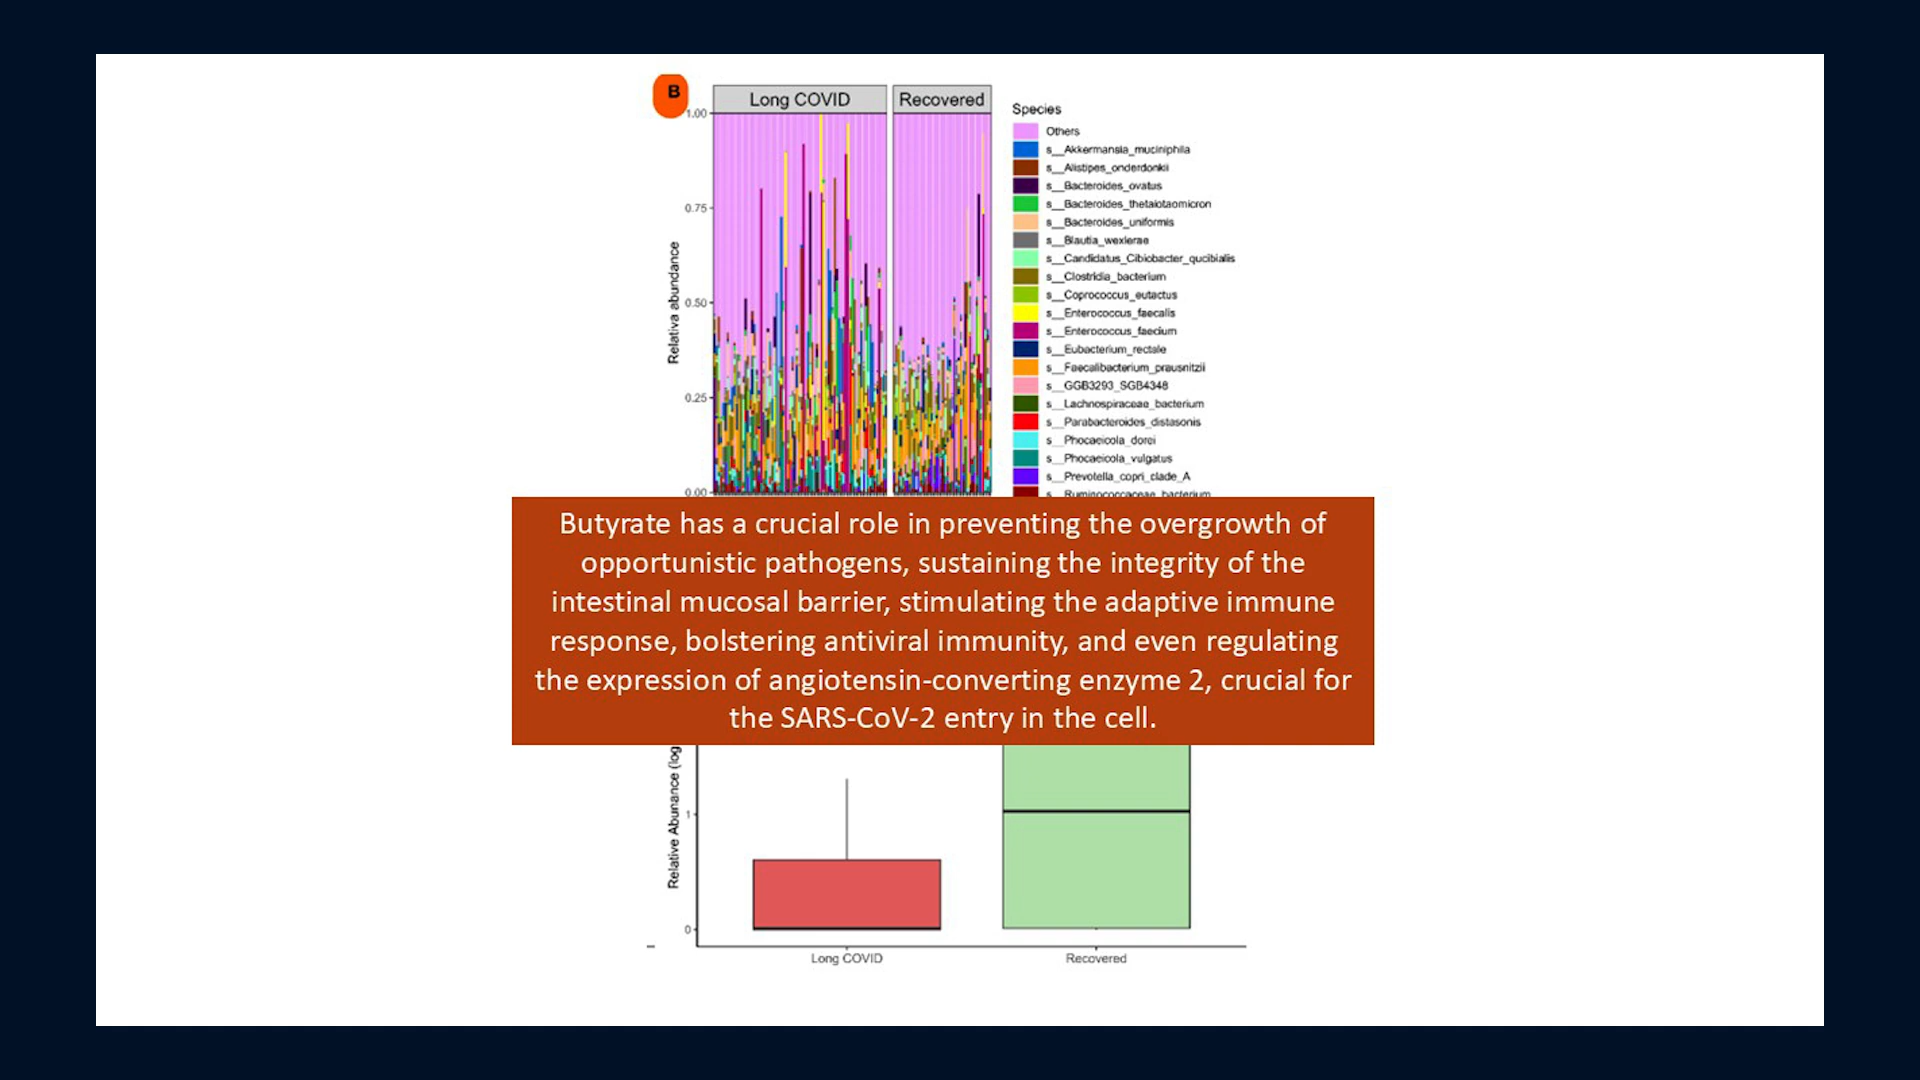 B
Long COVID
Recovered
Species
1.00
0.75
0.50
0.25
0.00
Relativa abundance
Others
s__Akkermansia_muciniphila
s__Alistipes_onderdonkii
s__Bacteroides_ovatus
s__Bacteroides_thetaiotaomicron
s__Bacteroides_uniformis
s__Blautia_wexlerae
s__Candidatus_Cibiobacter_qucibialis
s__Clostridia_bacterium
s__Coprococcus_eutactus
s__Enterococcus_faecalis
s__Enterococcus_faecium
s__Eubacterium_rectale
s__Faecalibacterium_prausnitzii
s__GGB3293_SGB4348
s__Lachnospiraceae_bacterium
s__Parabacteroides_distasonis
s__Phocaeicola_dorei
s__Phocaeicola_vulgatus
s__Prevotella_copri_clade_A
s__Ruminococcaceae_bacterium
Butyrate has a crucial role in preventing the overgrowth of
opportunistic pathogens, sustaining the integrity of the
intestinal mucosal barrier, stimulating the adaptive immune
response, bolstering antiviral immunity, and even regulating
the expression of angiotensin-converting enzyme 2, crucial for
the SARS-CoV-2 entry in the cell.
Relative Abunance (log
1
0
Long COVID
Recovered